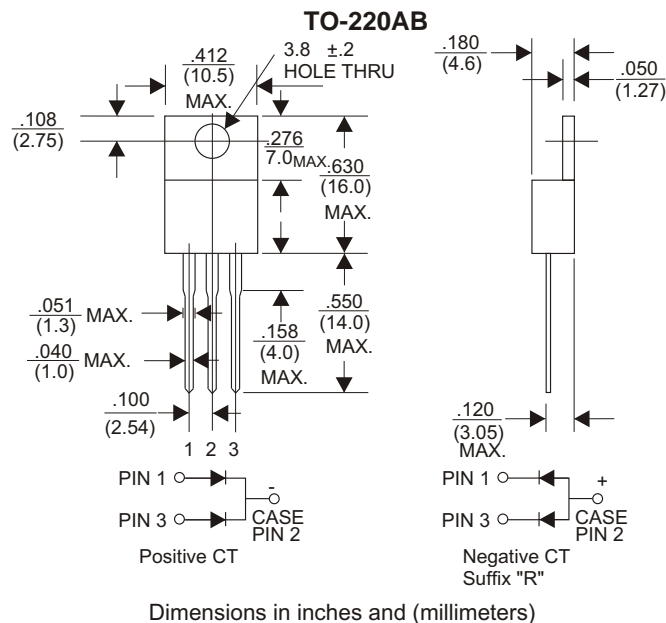 TO-220AB
.412
(10.5)
MAX.
3.8 ±.2
HOLE THRU
.180
(4.6)
.050
(1.27)
.108
(2.75)
.276
7.0MAX.
.630
(16.0)
MAX.
.051
(1.3) MAX.
.040
(1.0) MAX.
.158
(4.0)
MAX.
.550
(14.0)
MAX.
.100
(2.54)
.120
(3.05)
MAX.
1 2 3
PIN 1
-
PIN 3
CASE
PIN 2
Positive CT
PIN 1
+
PIN 3
CASE
PIN 2
Negative CT
Suffix "R"
Dimensions in inches and (millimeters)